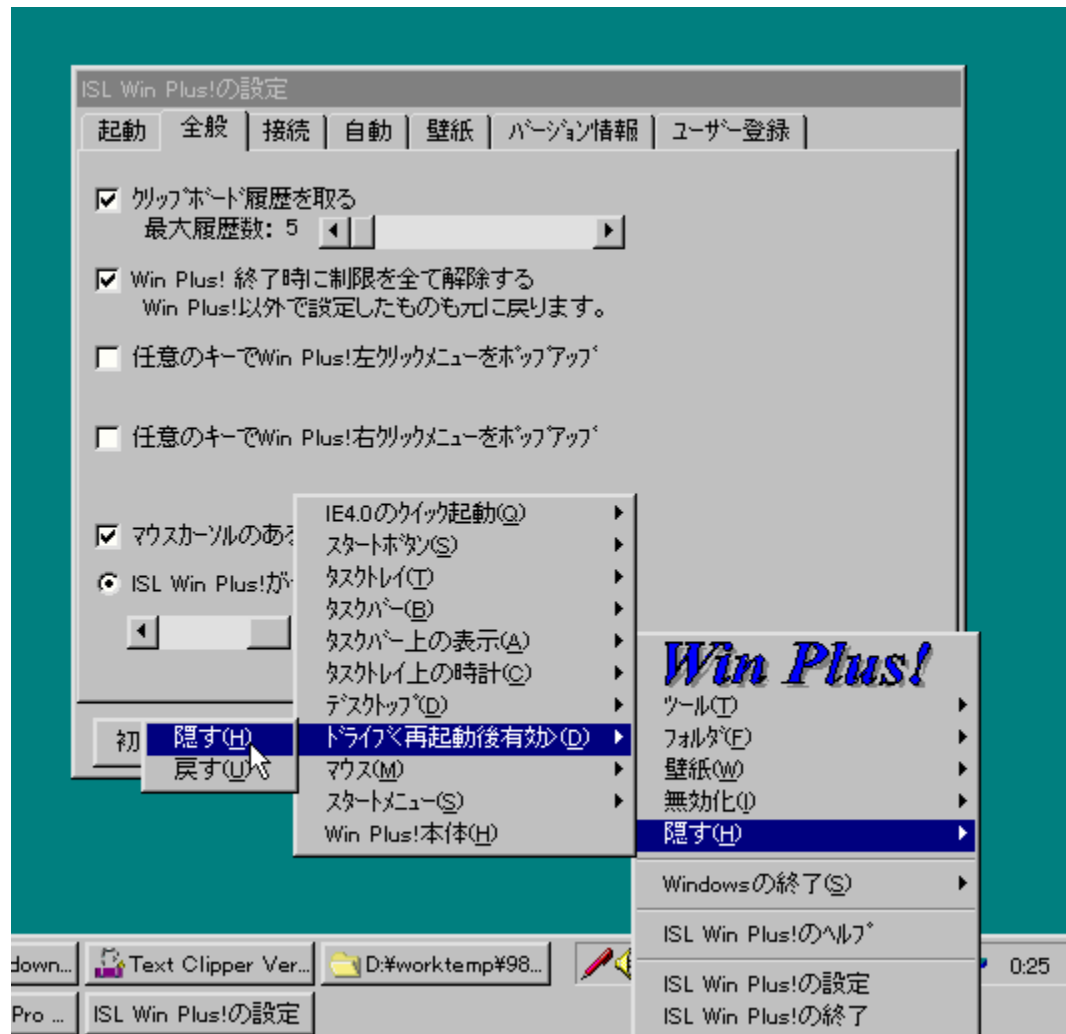 ISL Win Plus!の設定
起動 全般 接続 自動 壁紙 ﾊﾞｰｼﾞｮﾝ情報 ﾕｰｻﾞｰ登録
ｸﾘｯﾌﾟﾎﾞｰﾄﾞ履歴を取る
最大履歴数: 5
Win Plus! 終了時に制限を全て解除する
Win Plus!以外で設定したものも元に戻ります。
任意のｷｰでWin Plus!左ｸﾘｯｸﾒﾆｭｰをﾎﾟｯﾌﾟｱｯﾌﾟ
任意のｷｰでWin Plus!右ｸﾘｯｸﾒﾆｭｰをﾎﾟｯﾌﾟｱｯﾌﾟ
ﾏｳｽｶｰｿﾙのある
ISL Win Plus!が
初
隠す(H)
戻す(U)
IE4.0のｸｲｯｸ起動(Q)
ｽﾀｰﾄﾎﾞﾀﾝ(S)
ﾀｽｸﾄﾚｲ(T)
ﾀｽｸﾊﾞｰ(B)
ﾀｽｸﾊﾞｰ上の表示(A)
ﾀｽｸﾄﾚｲ上の時計(C)
ﾃﾞｽｸﾄｯﾌﾟ(D)
ﾄﾞﾗｲﾌﾞ<再起動後有効>(D)
ﾏｳｽ(M)
ｽﾀｰﾄﾒﾆｭｰ(S)
Win Plus!本体(H)
Win Plus!
ﾂｰﾙ(T)
ﾌｫﾙﾀﾞ(F)
壁紙(W)
無効化(I)
隠す(H)
Windowsの終了(S)
ISL Win Plus!のﾍﾙﾌﾟ
ISL Win Plus!の設定
ISL Win Plus!の終了
down... Text Clipper Ver... D:¥worktemp¥98... 0:25
Pro ... ISL Win Plus!の設定